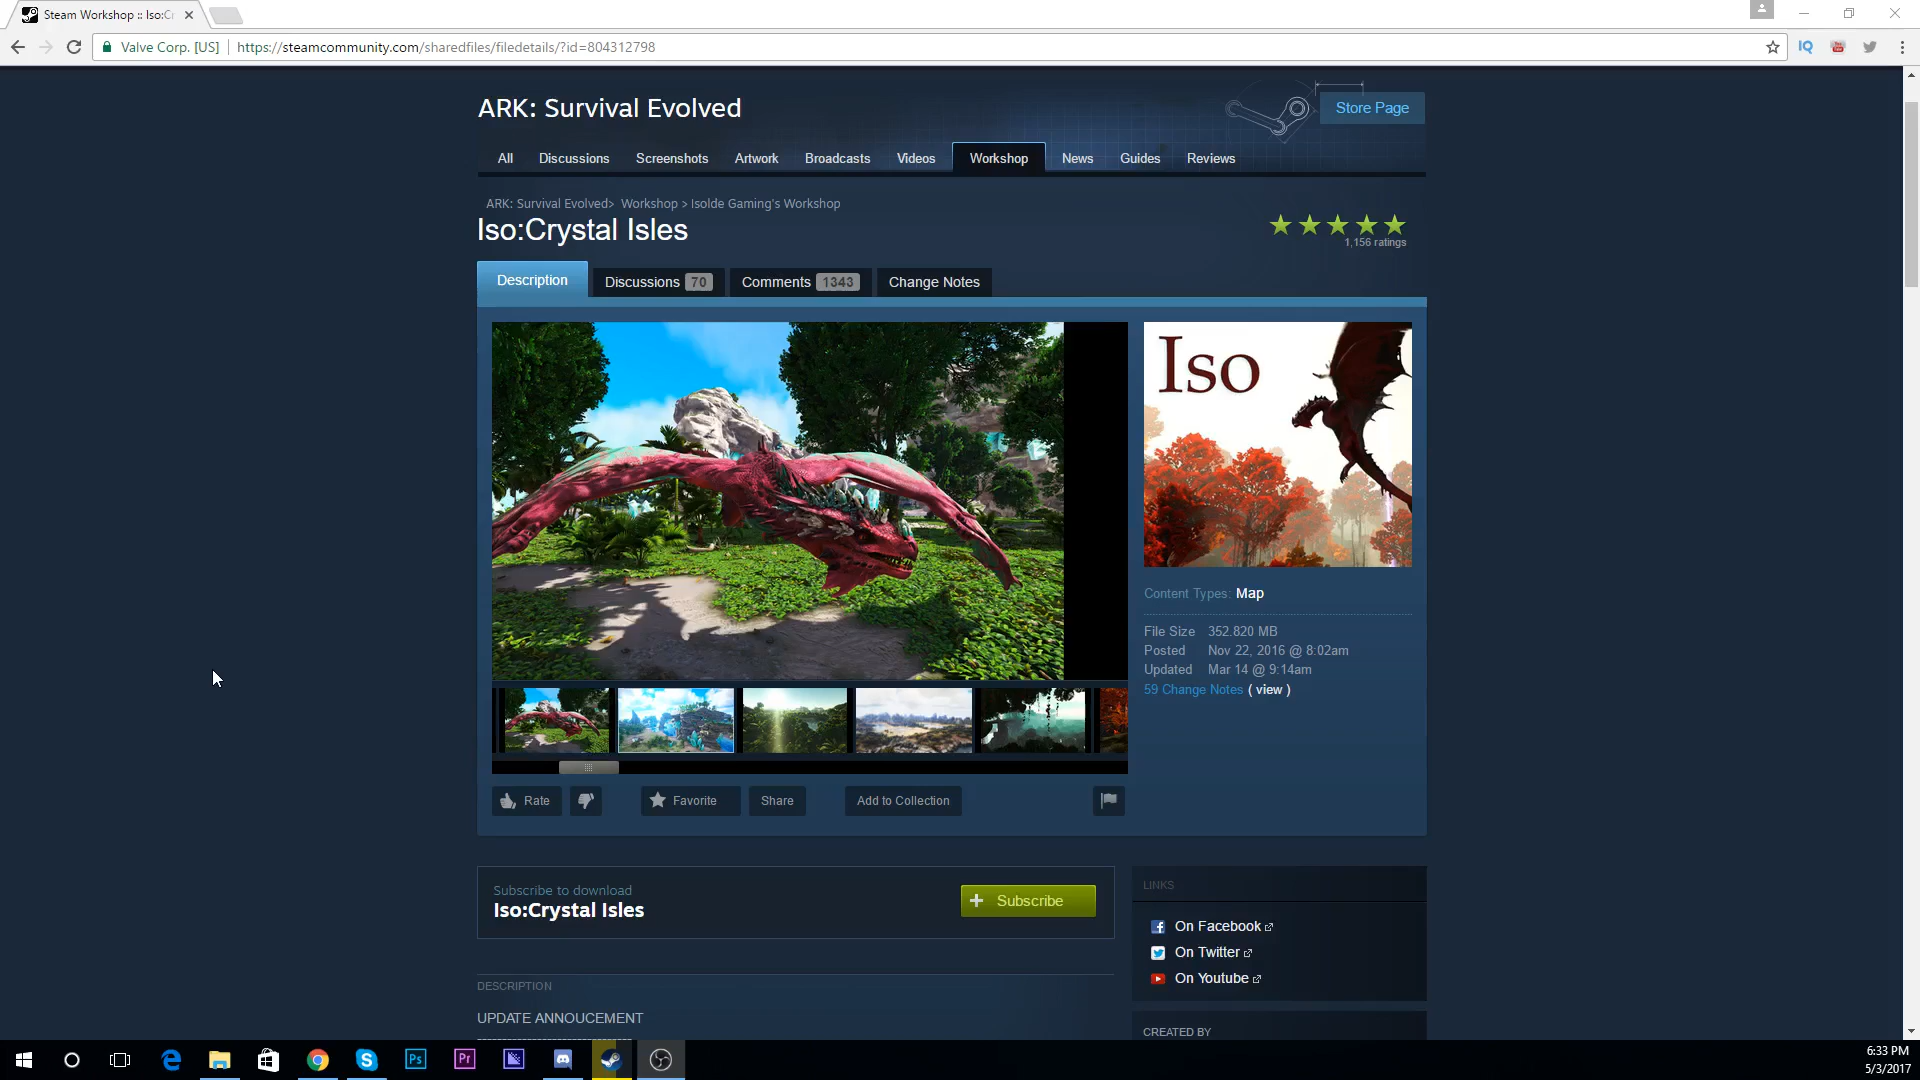 Steam Workshop :: Iso:Cr
Valve Corp. [US] https://steamcommunity.com/sharedfiles/filedetails/?id=804312798
IQ
ARK: Survival Evolved
Store Page
All Discussions Screenshots Artwork Broadcasts Videos Workshop News Guides Reviews
ARK: Survival Evolved> Workshop > Isolde Gaming's Workshop
Iso:Crystal Isles
1,156 ratings
Description Discussions 70 Comments 1343 Change Notes
Iso
Content Types: Map
File Size 352.820 MB
Posted Nov 22, 2016 @ 8:02am
Updated Mar 14 @ 9:14am
59 Change Notes ( view )
Rate Favorite Share Add to Collection
Subscribe to download
Iso:Crystal Isles
+ Subscribe
LINKS
On Facebook
On Twitter
On Youtube
DESCRIPTION
UPDATE ANNOUCEMENT
CREATED BY
Ps Pr
6:33 PM
5/3/2017